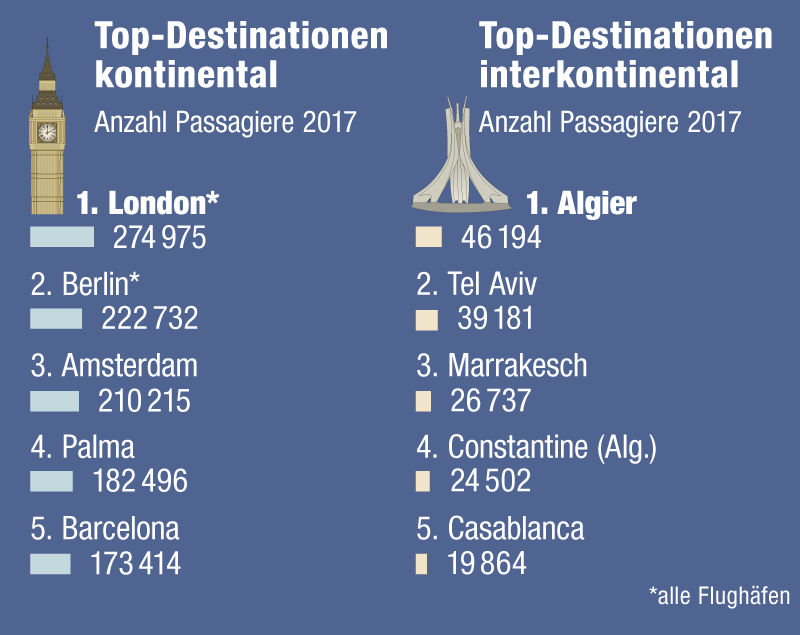 Top-Destinationen
kontinental
Anzahl Passagiere 2017
1. London*
274 975
2. Berlin*
222 732
3. Amsterdam
210 215
4. Palma
182 496
5. Barcelona
173 414
Top-Destinationen
interkontinental
Anzahl Passagiere 2017
1. Algier
46 194
2. Tel Aviv
39 181
3. Marrakesch
26 737
4. Constantine (Alg.)
24 502
5. Casablanca
19 864
*alle Flughäfen